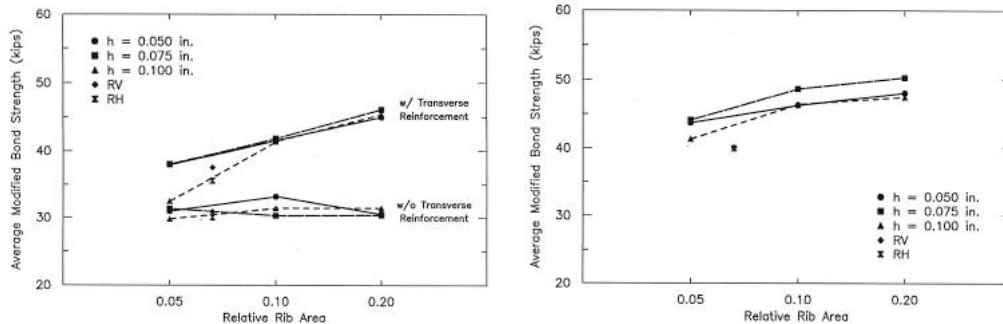 60
50
40
30
20
Average Modified Bond Strength (kips)
h = 0.050 in.
h = 0.075 in.
h = 0.100 in.
RV
RH
w/ Transverse
Reinforcement
w/o Transverse
Reinforcement
0.05
0.10
0.20
Relative Rib Area
60
50
40
30
20
Average Modified Bond Strength (kips)
h = 0.050 in.
h = 0.075 in.
h = 0.100 in.
RV
RH
0.05
0.10
0.20
Relative Rib Area